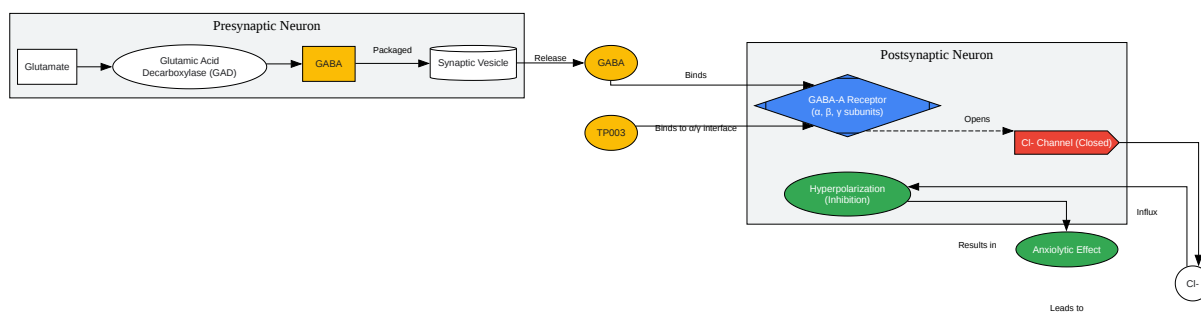 Presynaptic Neuron
Glutamate
Glutamic Acid
Decarboxylase (GAD)
GABA
Packaged
Synaptic Vesicle
Release
GABA
TP003
Binds
Binds to α/γ interface
Postsynaptic Neuron
GABA-A Receptor
(α, β, γ subunits)
Opens
Cl- Channel (Closed)
Hyperpolarization
(Inhibition)
Influx
Results in
Anxiolytic Effect
Cl-
Leads to